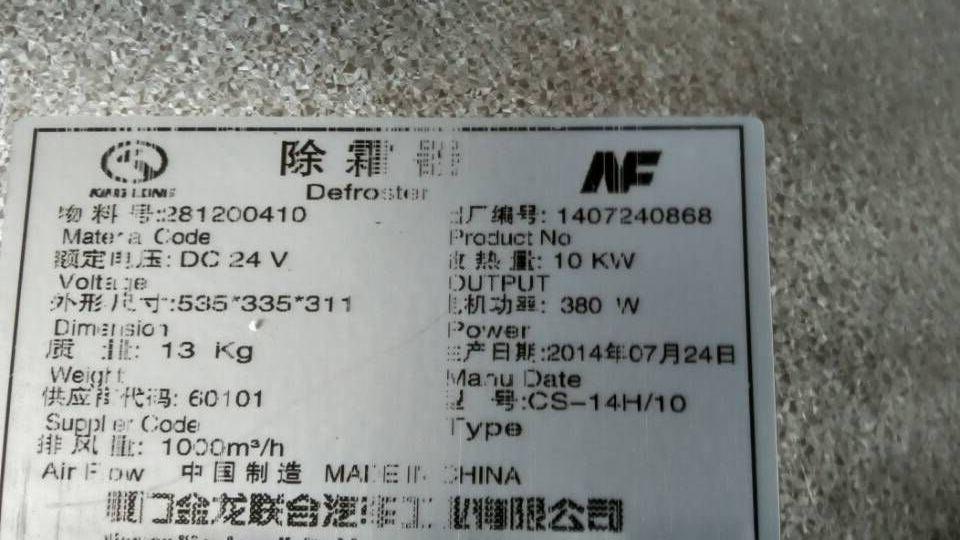 KING LONG
除霜器
Defroster
物料号:281200410
Material Code
额定电压: DC 24 V
Voltage
外形尺寸:535*335*311
Dimension
质 量: 13 Kg
Weight
供应商代码: 60101
Supplier Code
排风量: 1000m³/h
Air Flow
出厂编号: 1407240868
Product No
散热量: 10 KW
OUTPUT
电机功率: 380 W
Power
生产日期:2014年07月24日
Manu Date
型 号:CS-14H/10
Type
中国制造 MADE IN CHINA
厦门金龙联合汽车工业有限公司